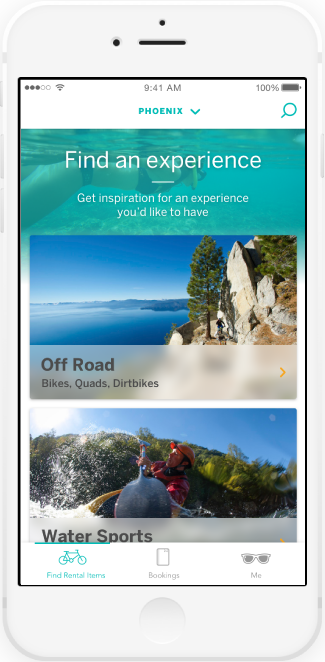 9:41 AM
100%
PHOENIX
Find an experience
Get inspiration for an experience
you'd like to have
Off Road
Bikes, Quads, Dirtbikes
Water Sports
Find Rental Items
Bookings
Me